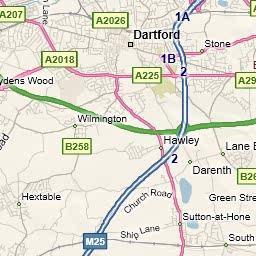 A207
Lane
A2026
1A
Dartford
Stone
A2018
1B
2
A225
A29
ydens Wood
Wilmington
B258
Hawley
Lane E
2
Darenth
B26
Hextable
Church Road
Green Stre
Sutton-at-Hone
Ship Lane
M25
South